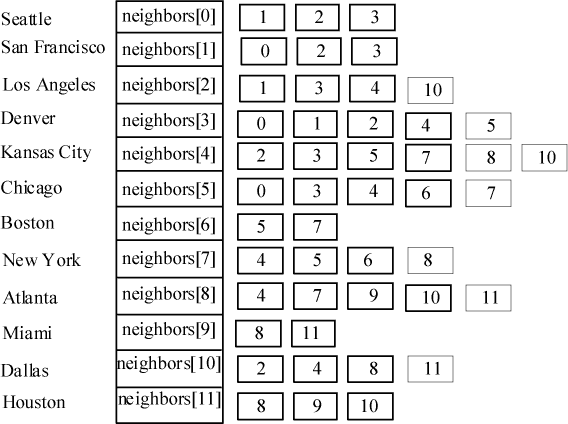 Seattle neighbors[0] 1 2 3
San Francisco neighbors[1] 0 2 3
Los Angeles neighbors[2] 1 3 4 10
Denver neighbors[3] 0 1 2 4 5
Kansas City neighbors[4] 2 3 5 7 8 10
Chicago neighbors[5] 0 3 4 6 7
Boston neighbors[6] 5 7
New York neighbors[7] 4 5 6 8
Atlanta neighbors[8] 4 7 9 10 11
Miami neighbors[9] 8 11
Dallas neighbors[10] 2 4 8 11
Houston neighbors[11] 8 9 10